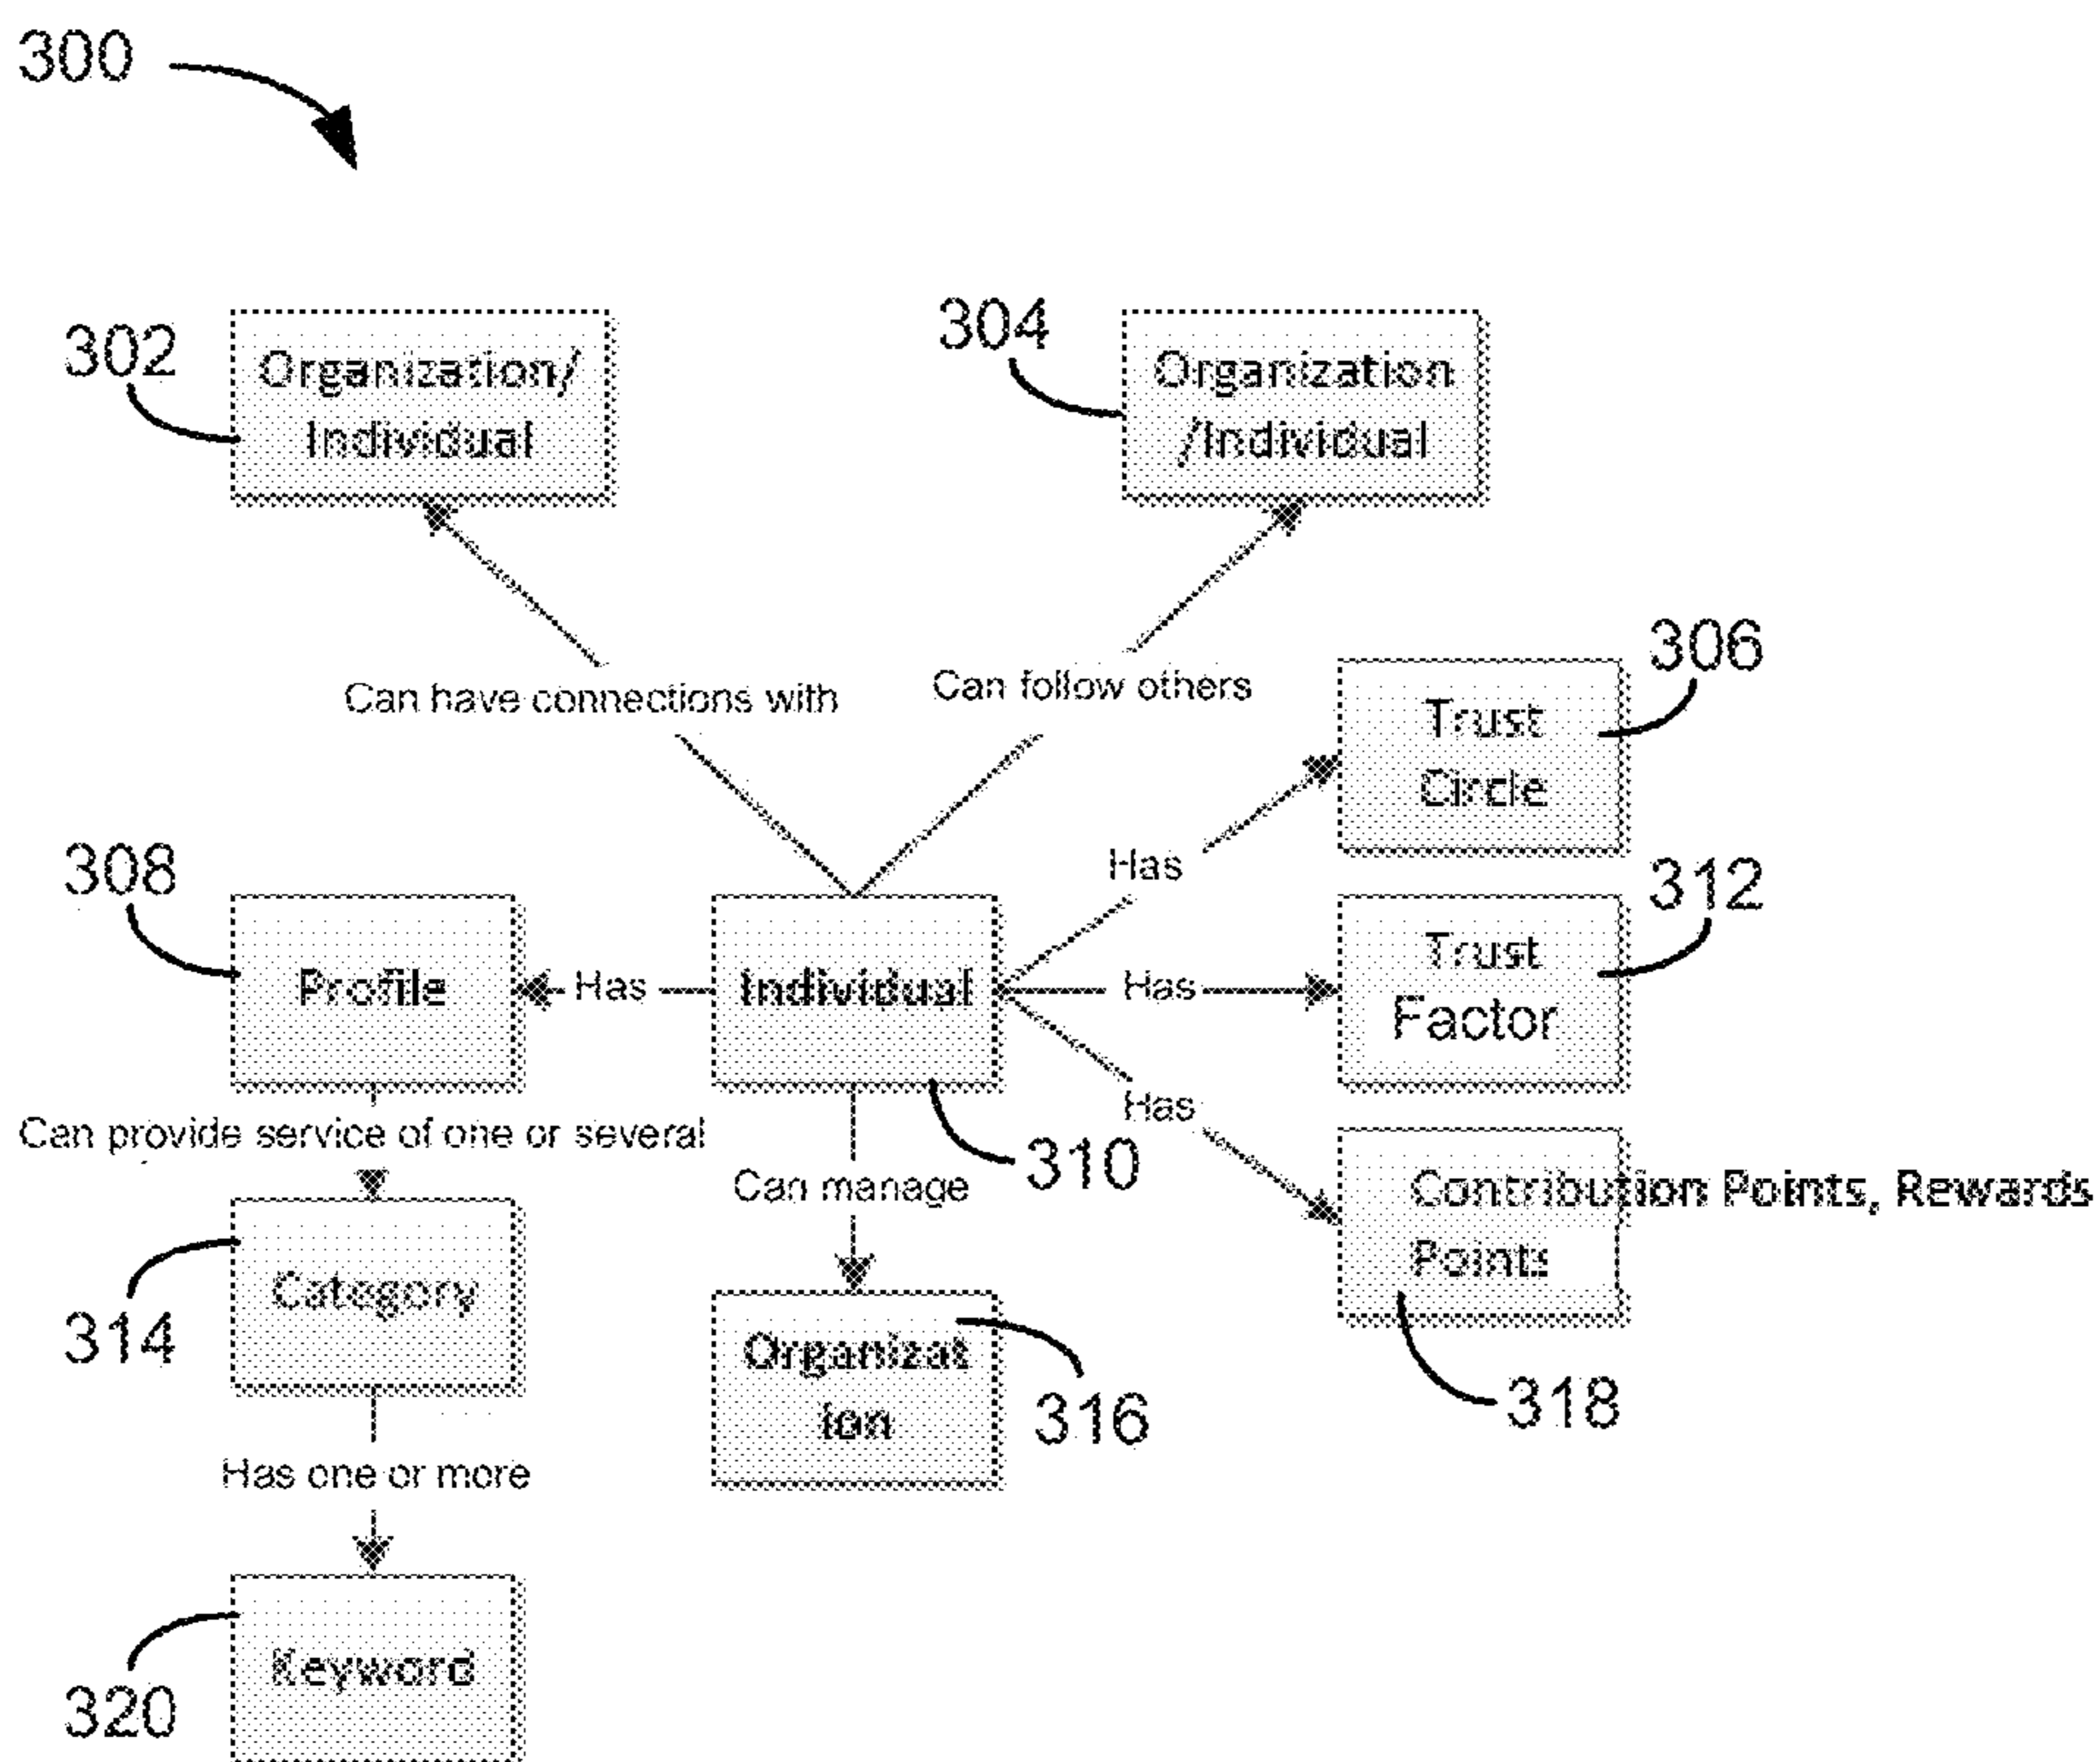 300
302
Organization/
Individual
304
Organization
/Individual
Can have connections with
Can follow others
306
Trust
Circle
Has
308
Profile
Has
Individual
310
Has
312
Trust
Factor
Has
Can provide service of one or several
Can manage
Contribution Points, Rewards
Points
318
314
Category
Organizat
ion
316
Has one or more
320
Keyword